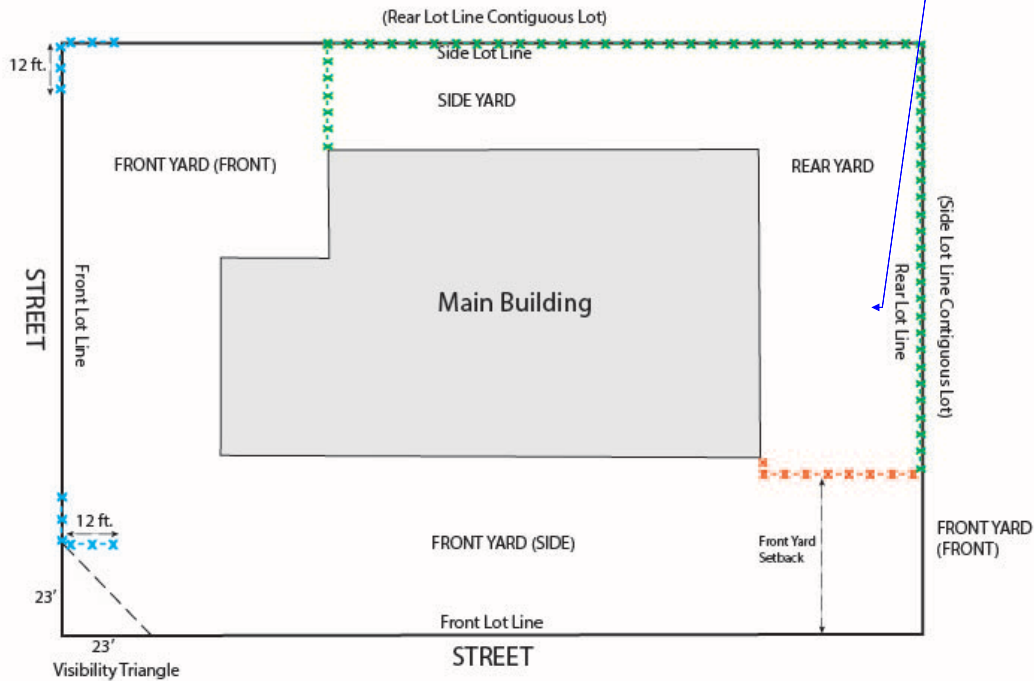 (Rear Lot Line Contiguous Lot)
12 ft.
Side Lot Line
SIDE YARD
FRONT YARD (FRONT)
REAR YARD
STREET
Front Lot Line
Main Building
Rear Lot Line
(Side Lot Line Contiguous Lot)
12 ft.
FRONT YARD (SIDE)
Front Yard
Setback
FRONT YARD
(FRONT)
23'
Front Lot Line
23'
STREET
Visibility Triangle